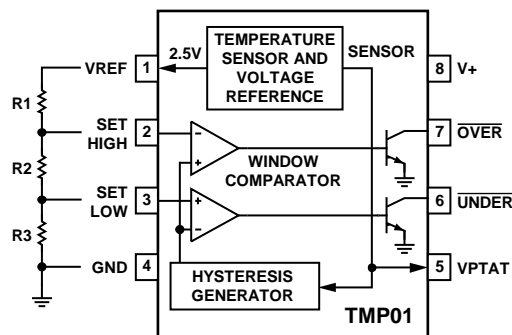 TEMPERATURE
SENSOR AND
VOLTAGE
REFERENCE
2.5V
SENSOR
VREF
1
8
V+
R1
SET
HIGH
2
−
+
7
OVER
WINDOW
COMPARATOR
R2
SET
LOW
3
+
−
6
UNDER
R3
GND
4
5
VPTAT
HYSTERESIS
GENERATOR
TMP01